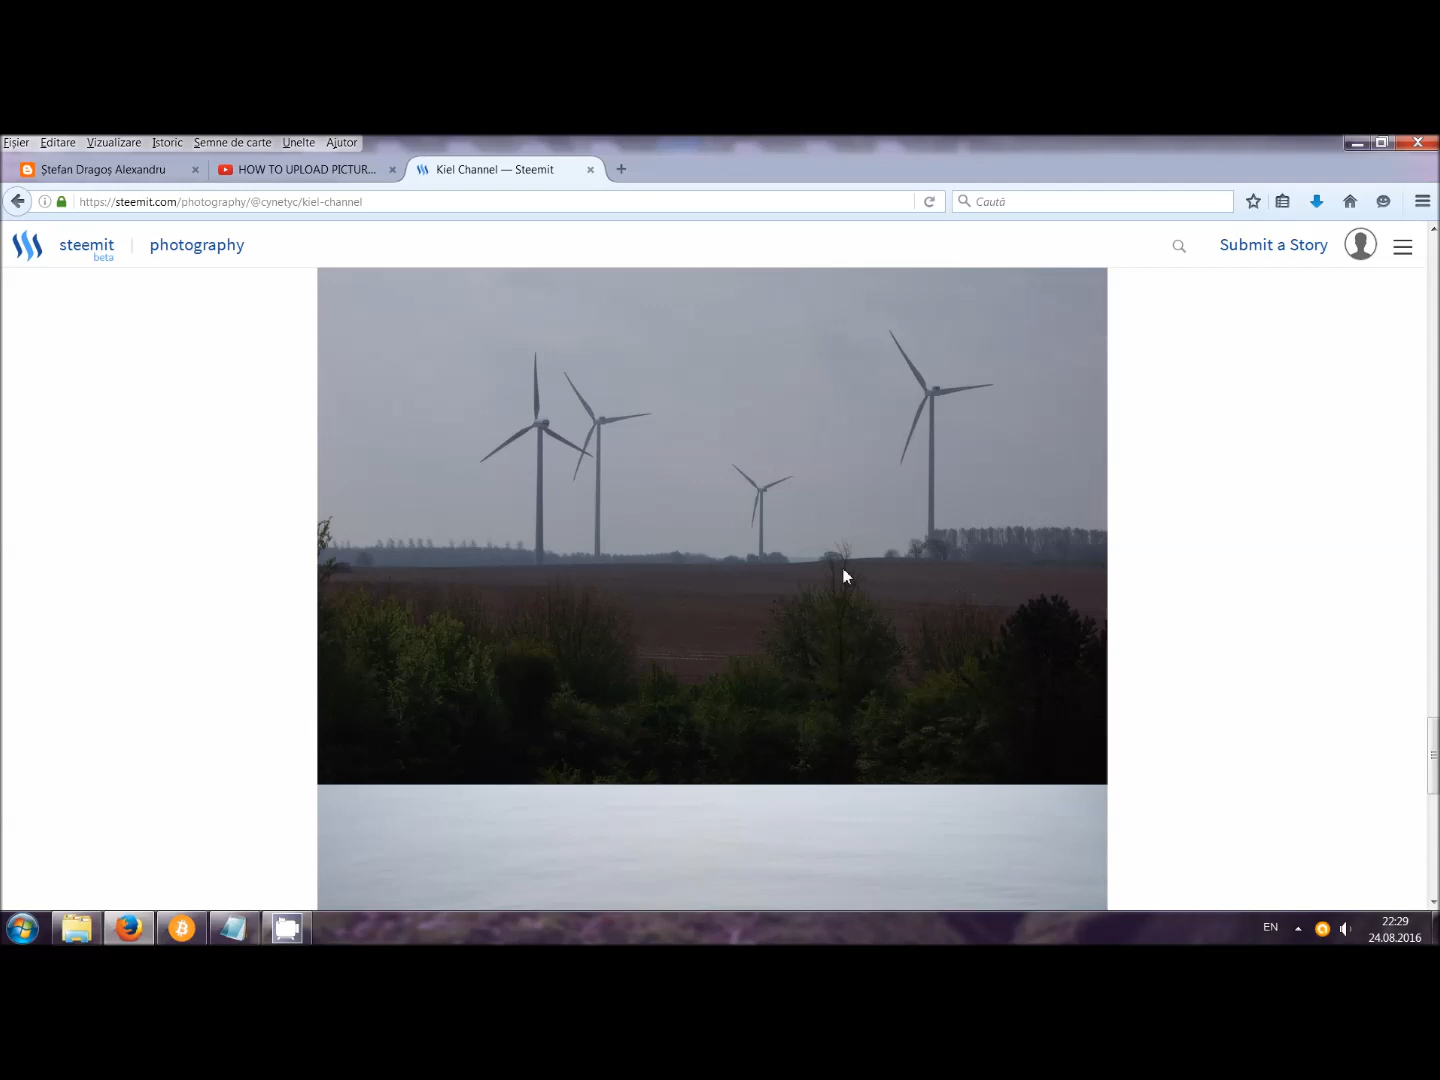 Fișier Editare Vizualizare Istoric Semne de carte Unelte Ajutor
Ștefan Dragoș Alexandru
HOW TO UPLOAD PICTUR...
Kiel Channel — Steemit
https://steemit.com/photography/@cynetyc/kiel-channel
Caută
steemit
beta
photography
Submit a Story
EN
22:29
24.08.2016